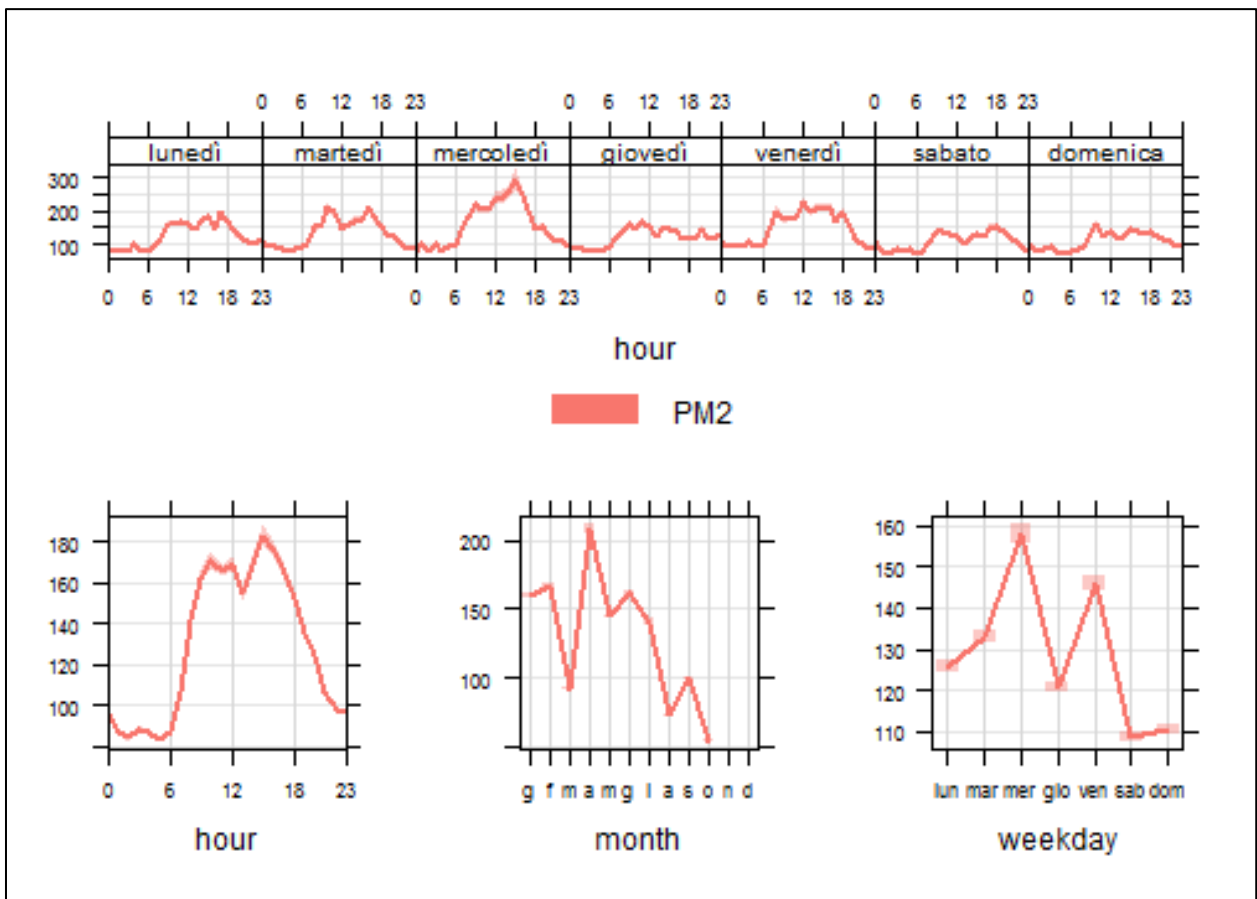 0 6 12 18 23 0 6 12 18 23 0 6 12 18 23
lunedì martedì mercoledì giovedì venerdì sabato domenica
300
200
100
0 6 12 18 23 0 6 12 18 23 0 6 12 18 23 0 6 12 18 23
hour
PM2
180
160
140
120
100
0 6 12 18 23
hour
200
150
100
g f m a m g l a s o n d
month
160
150
140
130
120
110
lun mar mer gio ven sab dom
weekday